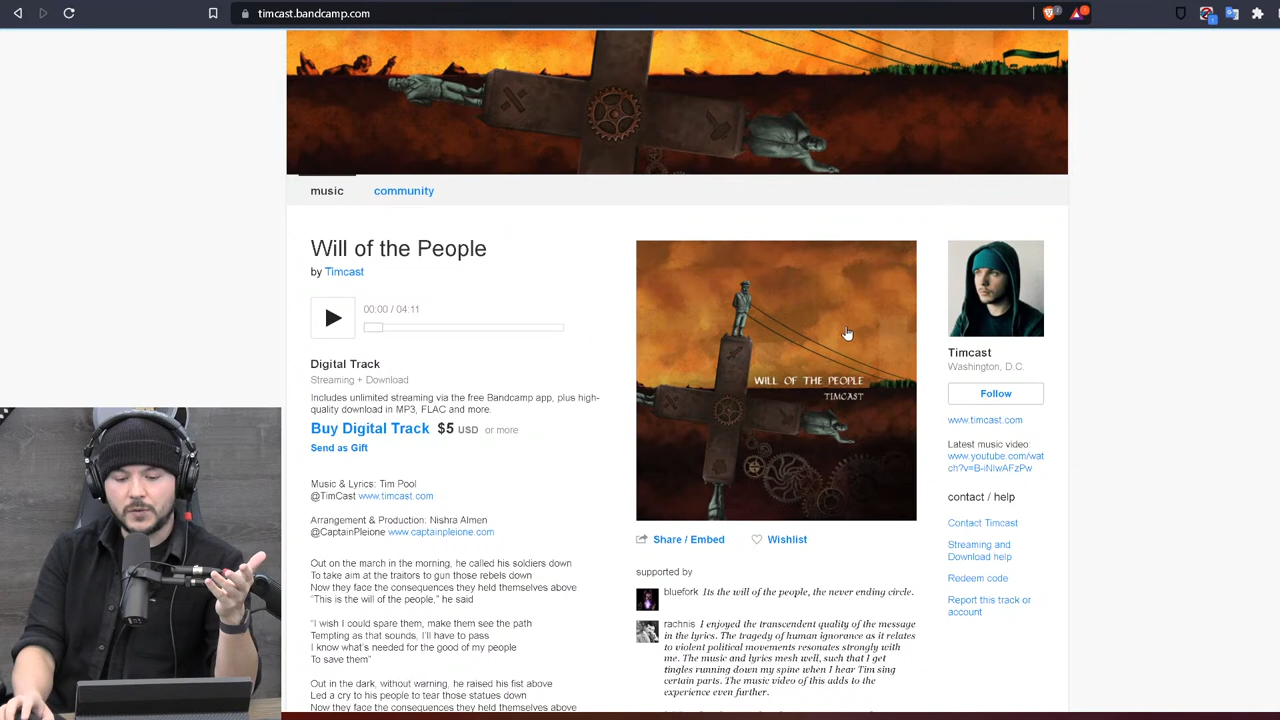 timcast.bandcamp.com
music
community
Will of the People
by Timcast
00:00 / 04:11
Digital Track
Streaming + Download
Includes unlimited streaming via the free Bandcamp app, plus high-
quality download in MP3, FLAC and more.
Buy Digital Track $5 USD or more
Send as Gift
Music & Lyrics: Tim Pool
@TimCast www.timcast.com
Arrangement & Production: Nishra Almen
@CaptainPleione www.captainpleione.com
Out on the march in the morning, he called his soldiers down
To take aim at the traitors to gun those rebels down
Now they face the consequences they held themselves above
"This is the will of the people," he said
"I wish I could spare them, make them see the path
Tempting as that sounds, I'll have to pass
I know what's needed for the good of my people
To save them"
Out in the dark, without warning, he raised his fist above
Led a cry to his people to tear those statues down
Now they face the consequences they held themselves above
WILL OF THE PEOPLE
TIMCAST
Share / Embed
Wishlist
supported by
bluefork Its the will of the people, the never ending circle.
rachnis I enjoyed the transcendent quality of the message
in the lyrics. The tragedy of human ignorance as it relates
to violent political movements resonates strongly with
me. The music and lyrics mesh well, such that I get
tingles running down my spine when I hear Tim sing
certain parts. The music video of this adds to the
experience even further.
Timcast
Washington, D.C.
Follow
www.timcast.com
Latest music video:
www.youtube.com/wat
ch?v=B-iNlwAFzPw
contact / help
Contact Timcast
Streaming and
Download help
Redeem code
Report this track or
account